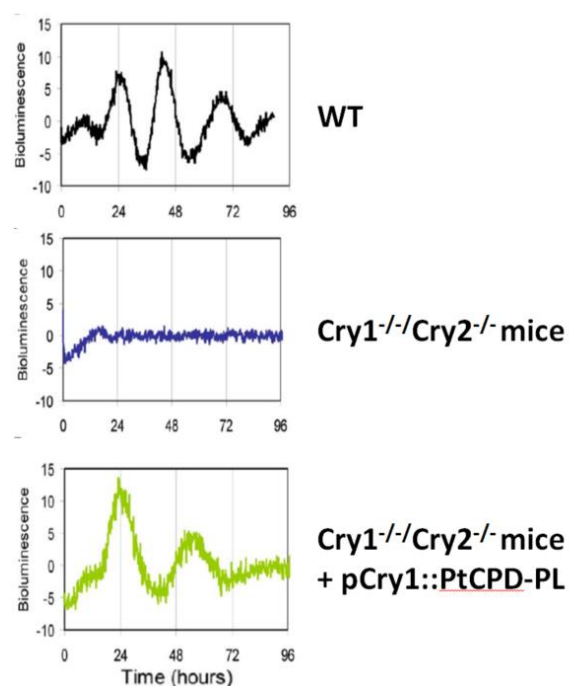 15
10
5
0
-5
-10
Bioluminescence
0 24 48 72 96
WT
15
10
5
0
-5
-10
Bioluminescence
0 24 48 72 96
Cry1-/-/Cry2-/- mice
15
10
5
0
-5
-10
Bioluminescence
0 24 48 72 96
Time (hours)
Cry1-/-/Cry2-/- mice
+ pCry1::PtCPD-PL